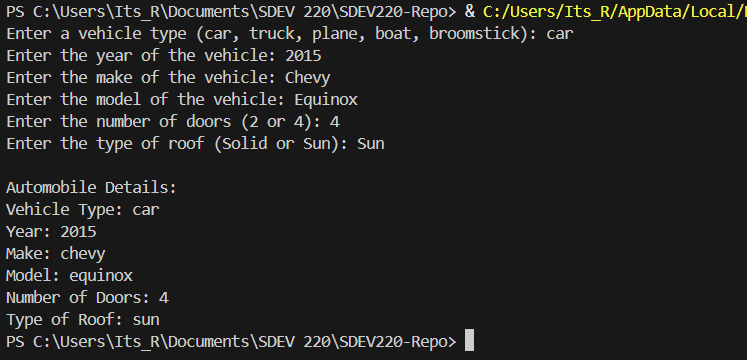 PS C:\Users\Its_R\Documents\SDEV 220\SDEV220-Repo> & C:/Users/Its_R/AppData/Local/
Enter a vehicle type (car, truck, plane, boat, broomstick): car
Enter the year of the vehicle: 2015
Enter the make of the vehicle: Chevy
Enter the model of the vehicle: Equinox
Enter the number of doors (2 or 4): 4
Enter the type of roof (Solid or Sun): Sun
Automobile Details:
Vehicle Type: car
Year: 2015
Make: chevy
Model: equinox
Number of Doors: 4
Type of Roof: sun
PS C:\Users\Its_R\Documents\SDEV 220\SDEV220-Repo>